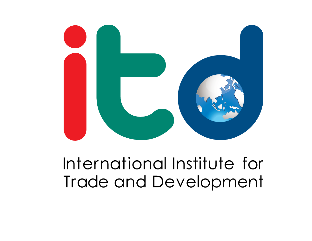 itd
International Institute for
Trade and Development